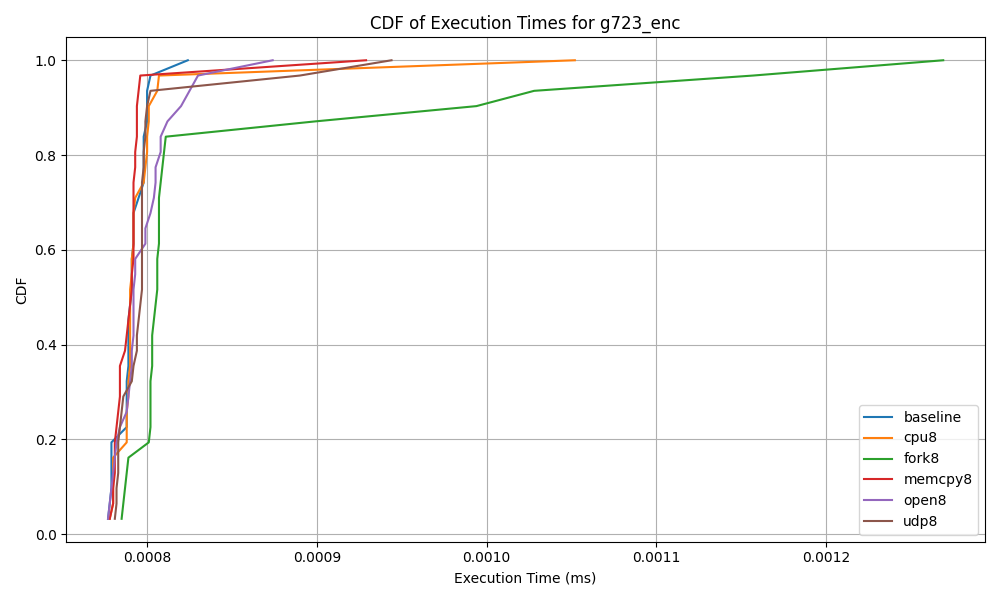 CDF of Execution Times for g723_enc
1.0
0.8
0.6
0.4
0.2
0.0
CDF
0.0008
0.0009
0.0010
0.0011
0.0012
Execution Time (ms)
baseline
cpu8
fork8
memcpy8
open8
udp8